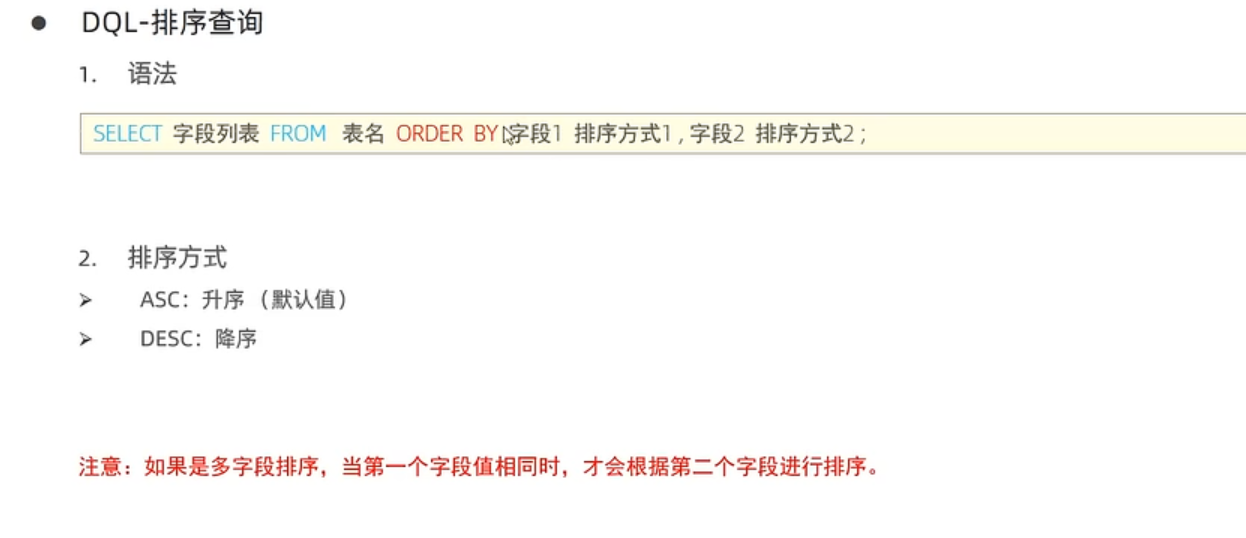 ● DQL-排序查询
1. 语法
SELECT 字段列表 FROM 表名 ORDER BY 字段1 排序方式1 , 字段2 排序方式2 ;
2. 排序方式
➢ ASC：升序（默认值）
➢ DESC：降序
注意：如果是多字段排序，当第一个字段值相同时，才会根据第二个字段进行排序。